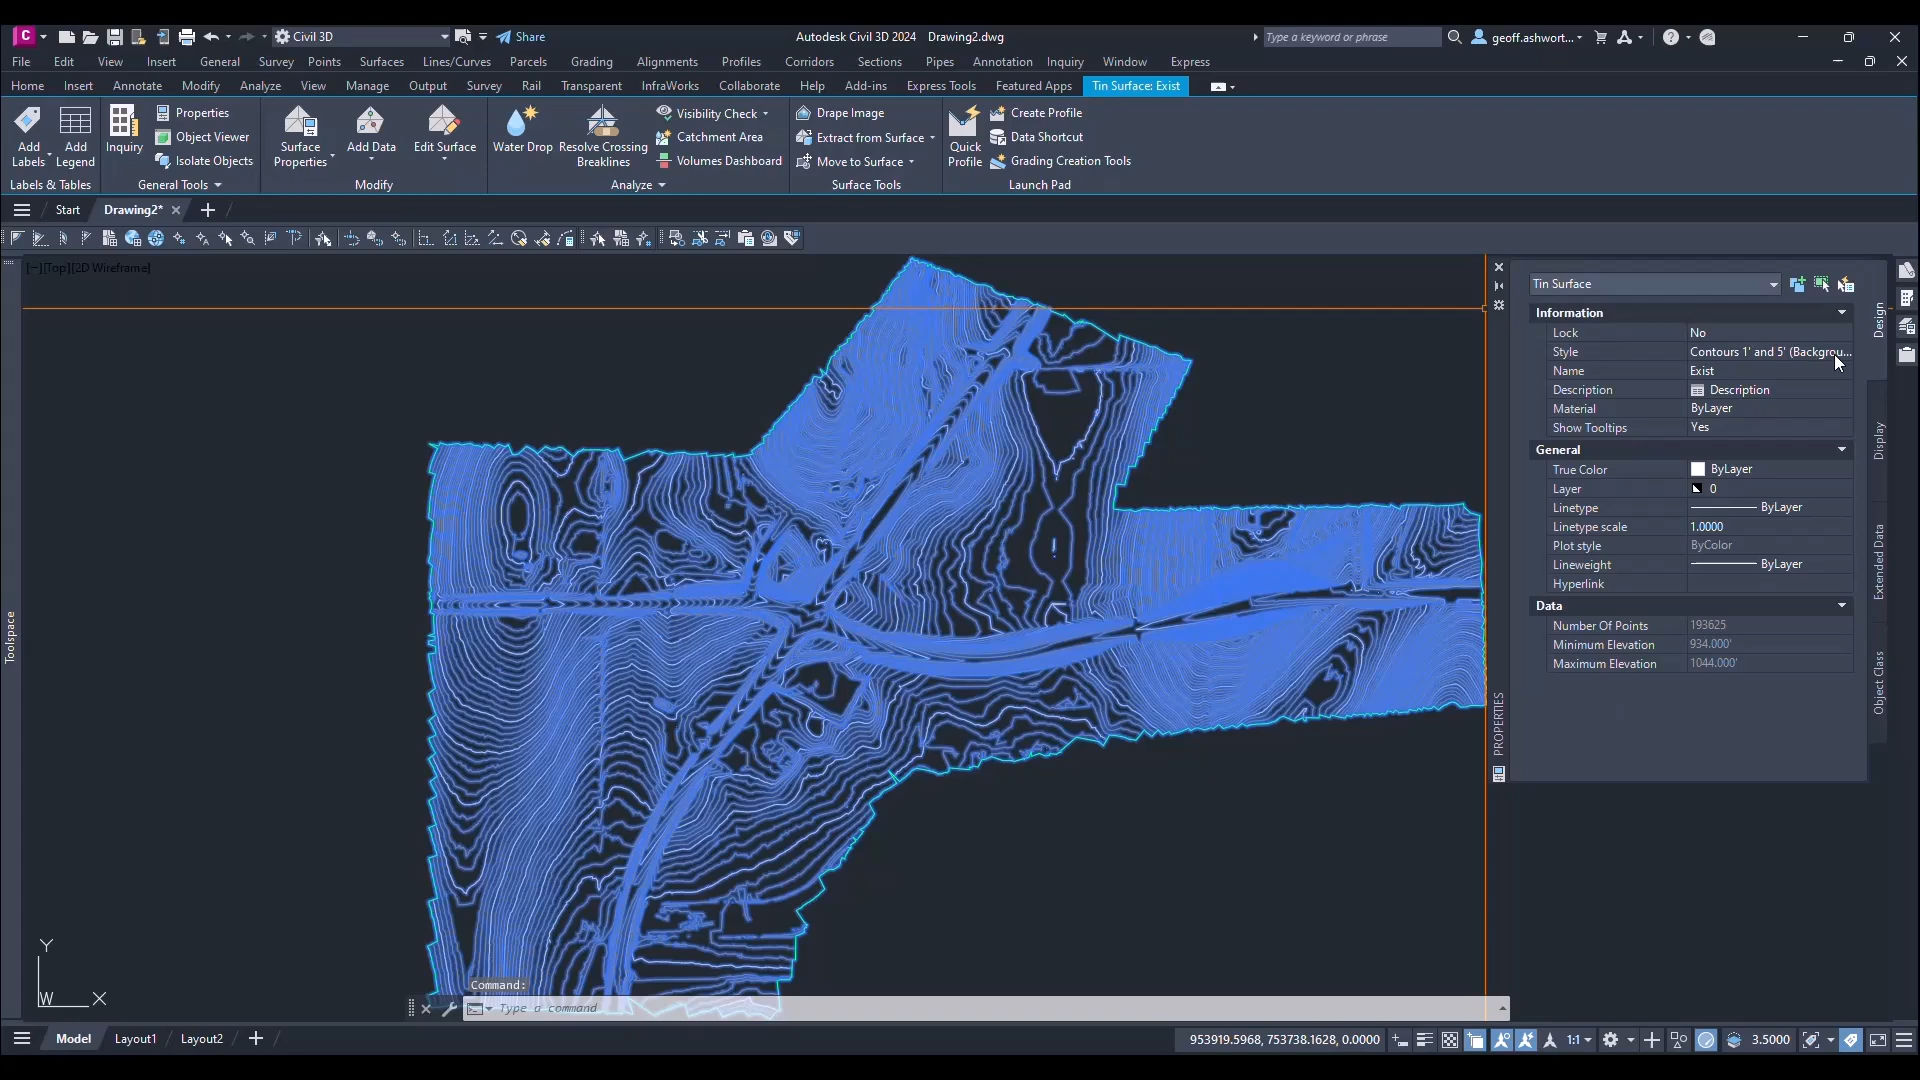 C Civil 3D Share Autodesk Civil 3D 2024 Drawing2.dwg Type a keyword or phrase geoff.ashwort...
File Edit View Insert General Survey Points Surfaces Lines/Curves Parcels Grading Alignments Profiles Corridors Sections Pipes Annotation Inquiry Window Express
Home Insert Annotate Modify Analyze View Manage Output Survey Rail Transparent InfraWorks Collaborate Help Add-ins Express Tools Featured Apps Tin Surface: Exist
Add Labels
Add Legend
Labels & Tables
Inquiry
Properties
Object Viewer
Isolate Objects
General Tools
Surface Properties
Add Data
Edit Surface
Modify
Water Drop
Resolve Crossing Breaklines
Visibility Check
Catchment Area
Volumes Dashboard
Analyze
Drape Image
Extract from Surface
Move to Surface
Surface Tools
Quick Profile
Create Profile
Data Shortcut
Grading Creation Tools
Launch Pad
Start Drawing2*
[−][Top][2D Wireframe]
Toolspace
Tin Surface
Information
Lock No
Style Contours 1' and 5' (Backgrou...
Name Exist
Description Description
Material ByLayer
Show Tooltips Yes
General
True Color ByLayer
Layer 0
Linetype ByLayer
Linetype scale 1.0000
Plot style ByColor
Lineweight ByLayer
Hyperlink
Data
Number Of Points 193625
Minimum Elevation 934.000'
Maximum Elevation 1044.000'
Design
Display
Extended Data
Object Class
PROPERTIES
Y
W X
Command:
Type a command
Model Layout1 Layout2 953919.5968, 753738.1628, 0.0000 1:1 3.5000